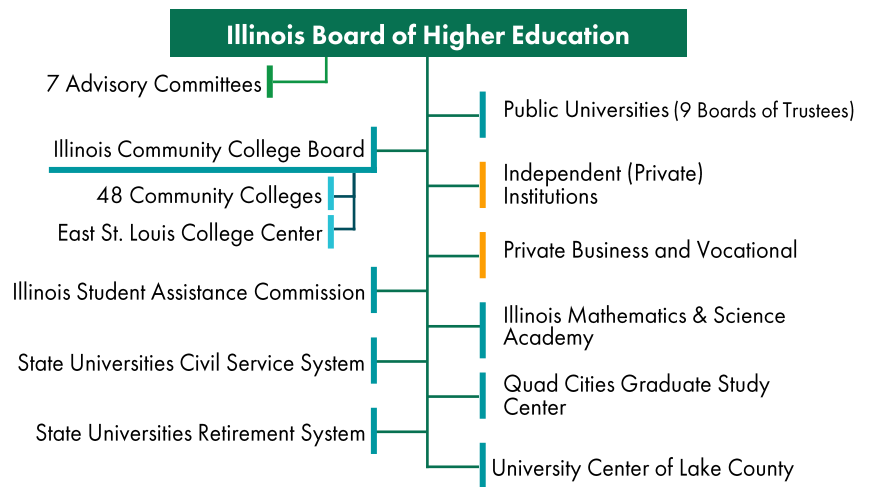 Illinois Board of Higher Education
7 Advisory Committees
Illinois Community College Board
48 Community Colleges
East St. Louis College Center
Illinois Student Assistance Commission
State Universities Civil Service System
State Universities Retirement System
Public Universities (9 Boards of Trustees)
Independent (Private)
Institutions
Private Business and Vocational
Illinois Mathematics & Science
Academy
Quad Cities Graduate Study
Center
University Center of Lake County